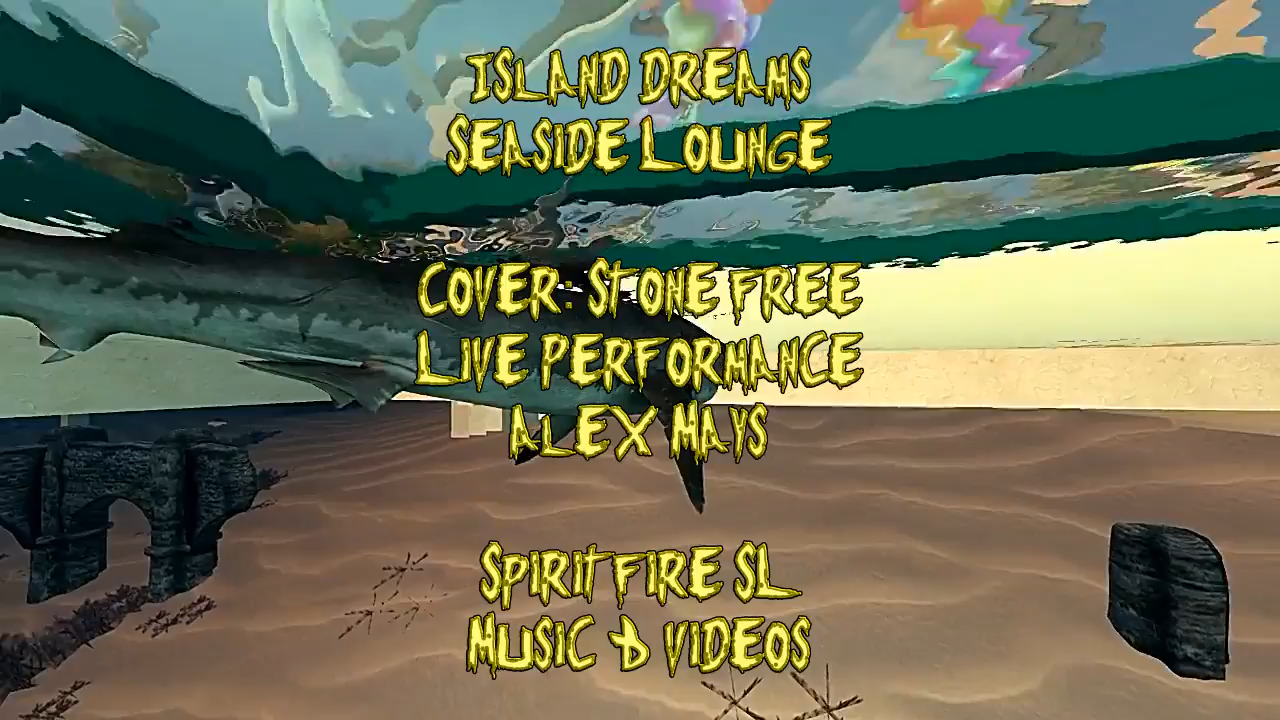 ISLAND DREAMS
SEASIDE LOUNGE
COVER: STONE FREE
LIVE PERFORMANCE
ALEX MAYS
SPIRITFIRE SL
MUSIC & VIDEOS